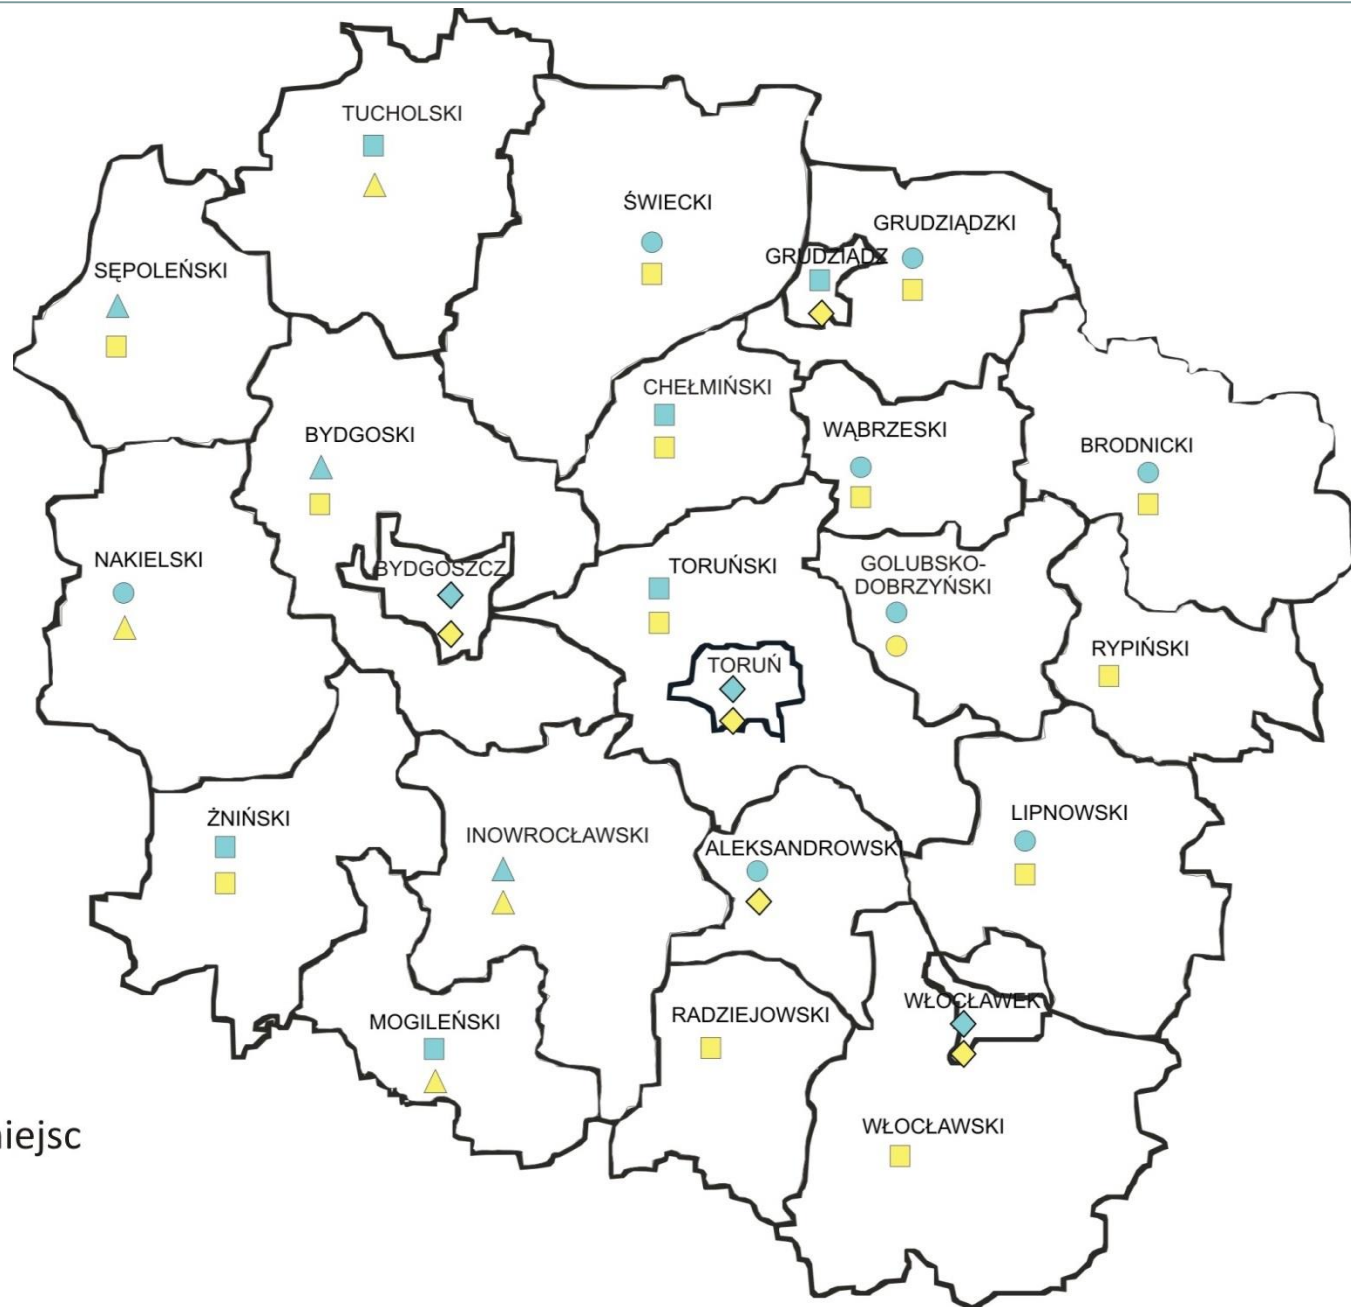 TUCHOLSKI
ŚWIECKI
GRUDZIĄDZKI
GRUDZIĄDZ
SĘPOLEŃSKI
CHEŁMIŃSKI
WĄBRZESKI
BYDGOSKI
BRODNICKI
NAKIELSKI
BYDGOSZCZ
TORUŃSKI
GOLUBSKO-
DOBRZYŃSKI
RYPIŃSKI
TORUŃ
ŻNIŃSKI
INOWROCŁAWSKI
ALEKSANDROWSKI
LIPNOWSKI
WŁOCŁAWEK
MOGILEŃSKI
RADZIEJOWSKI
WŁOCŁAWSKI